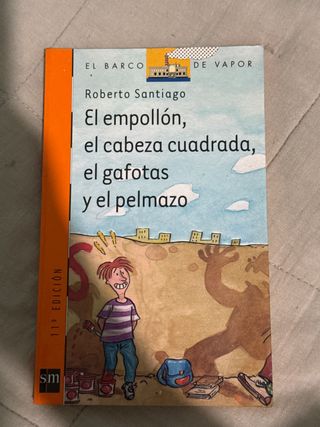 EL BARCO DE VAPOR
Roberto Santiago
El empollón,
el cabeza cuadrada,
el gafotas
y el pelmazo
11ª EDICIÓN
S
sm